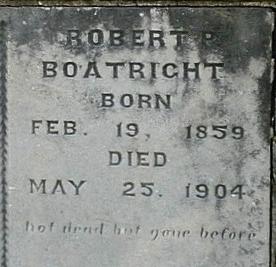 ROBERT P.
BOATRIGHT
BORN
FEB. 19, 1859
DIED
MAY 25. 1904
not dead but gone before